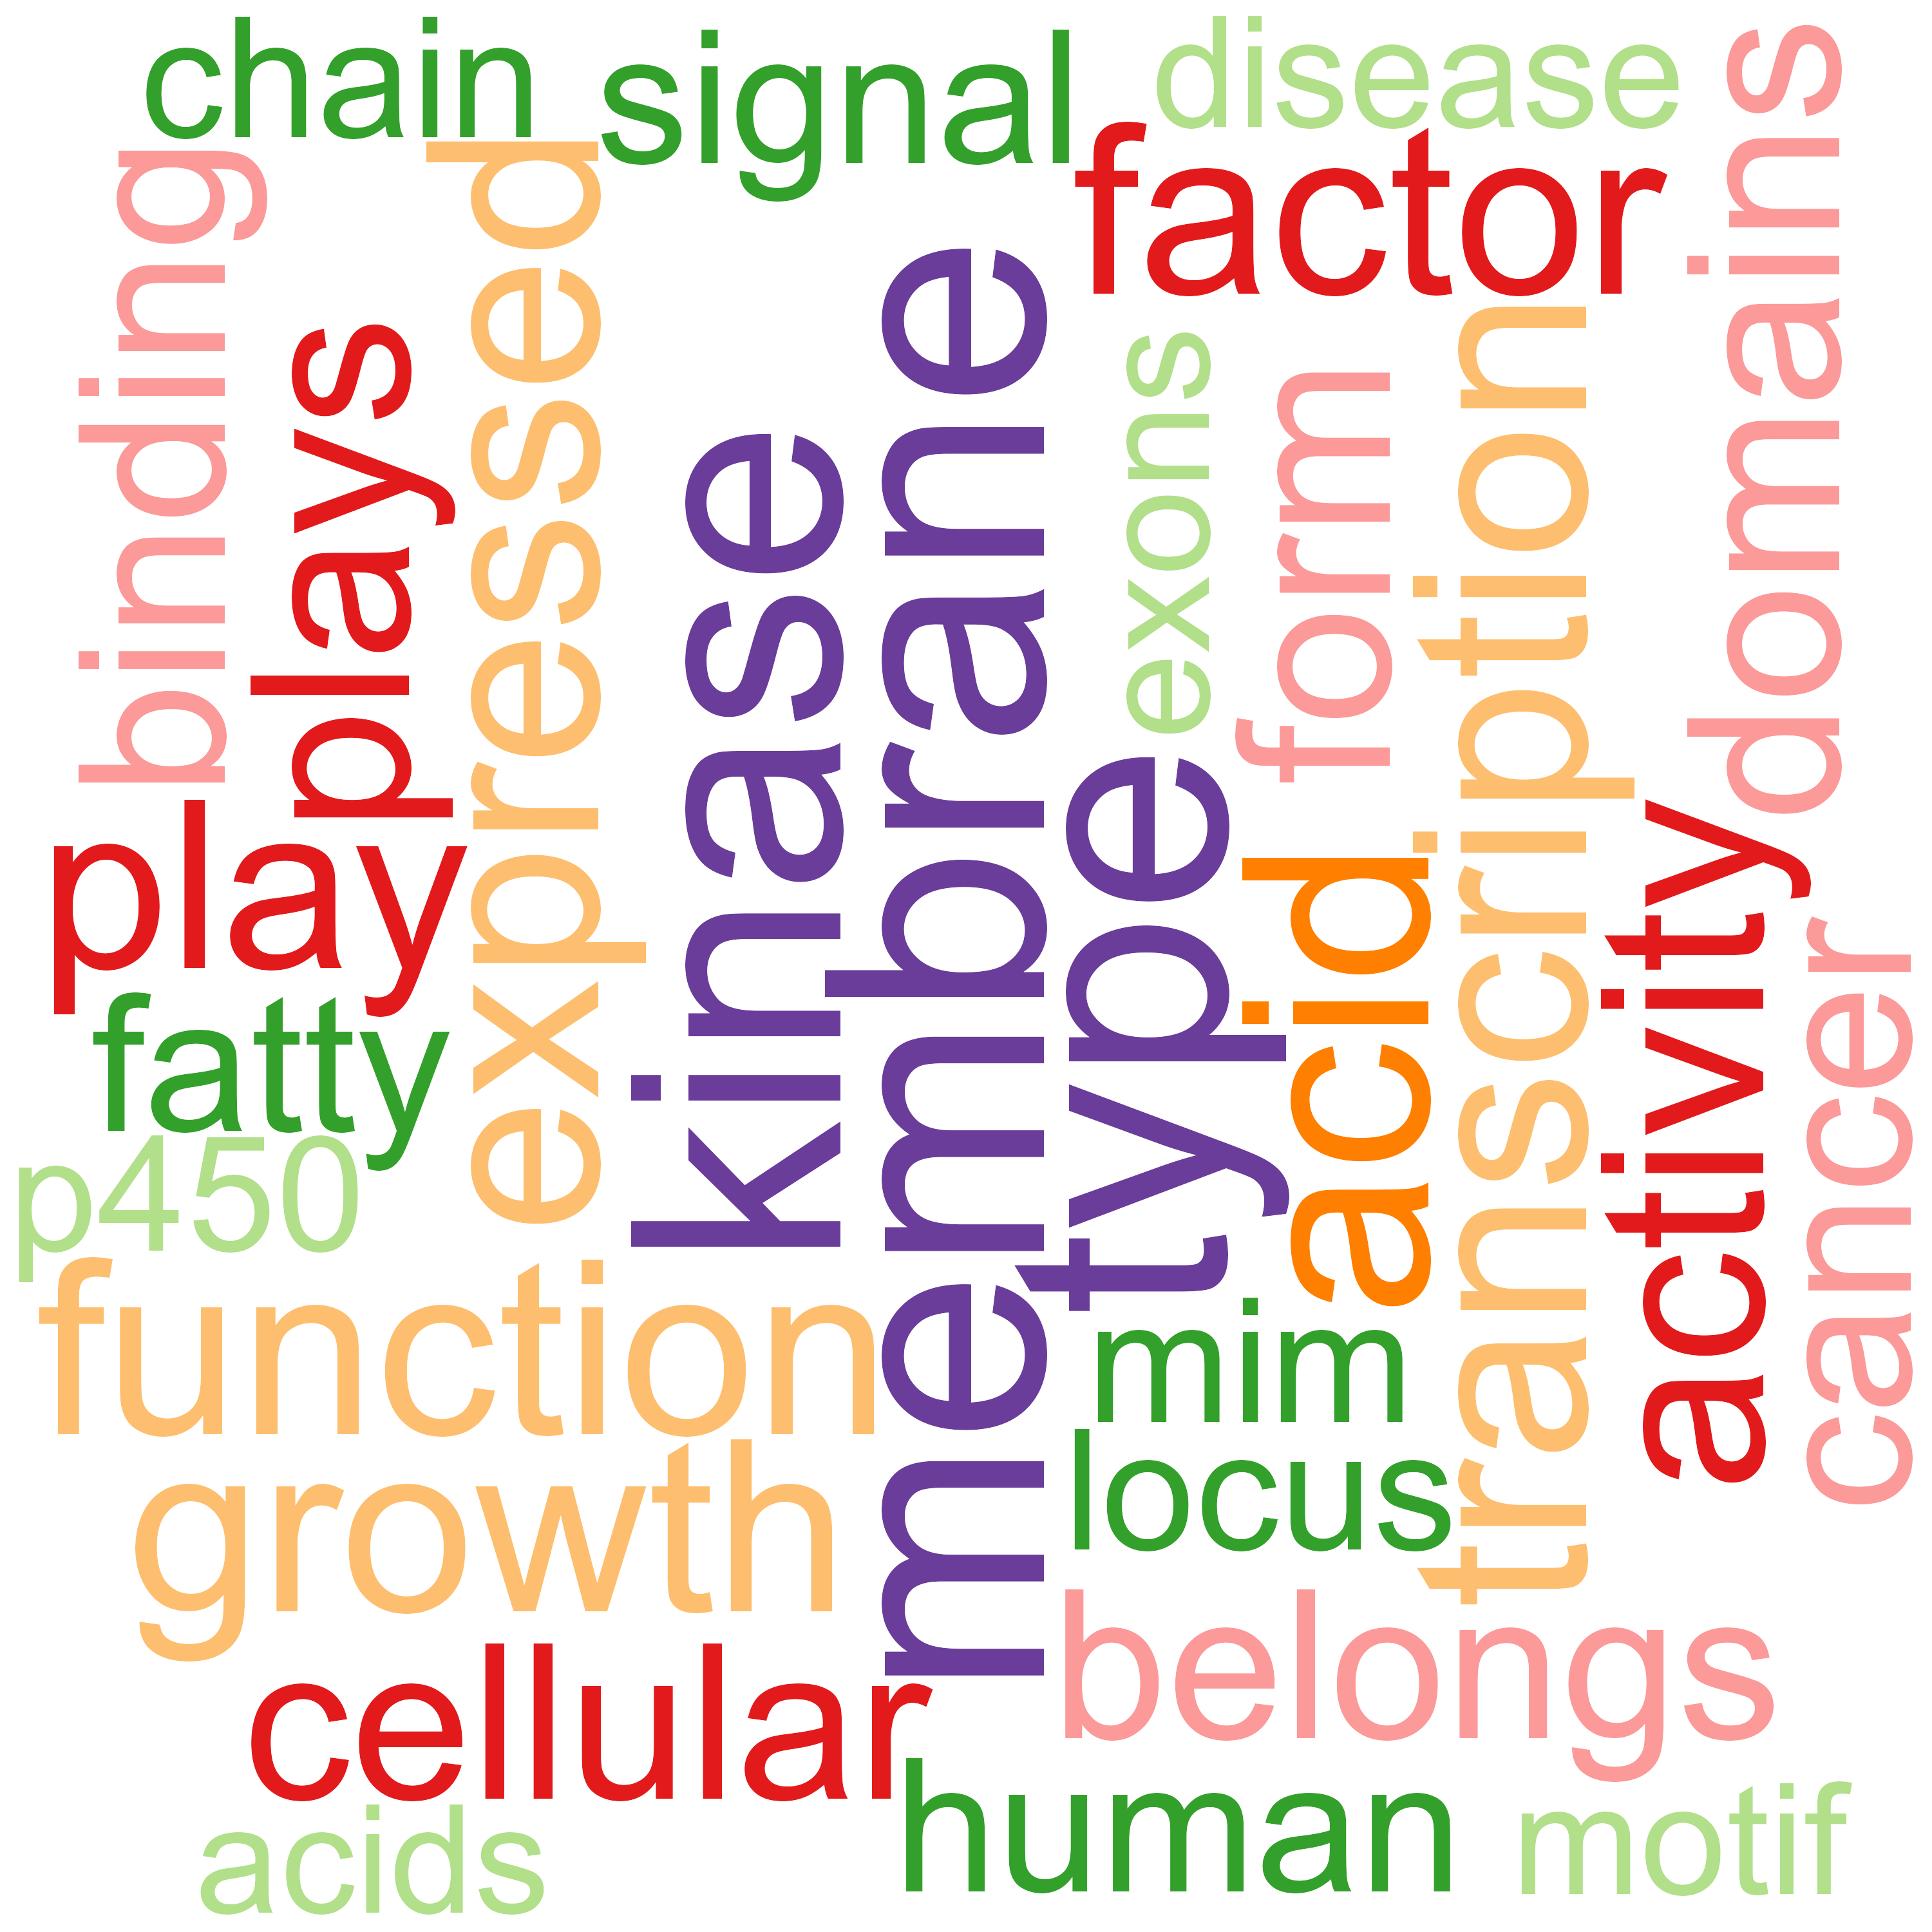 chain
signal
disease
factor
domains
binding
plays
expressed
kinase
membrane
exons
form
transcription
type
acid
activity
cancer
play
fatty
p450
function
mim
growth
locus
belongs
cellular
human
acids
motif